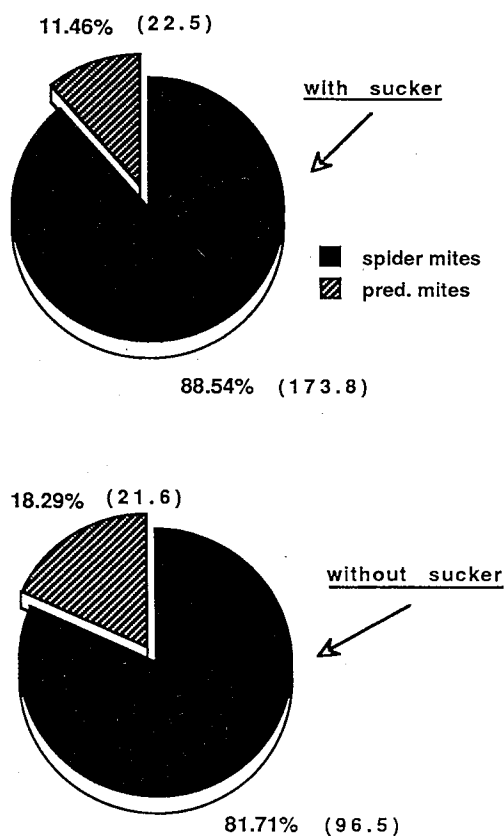 11.46% (22.5)
with sucker
spider mites
pred. mites
88.54% (173.8)
18.29% (21.6)
without sucker
81.71% (96.5)